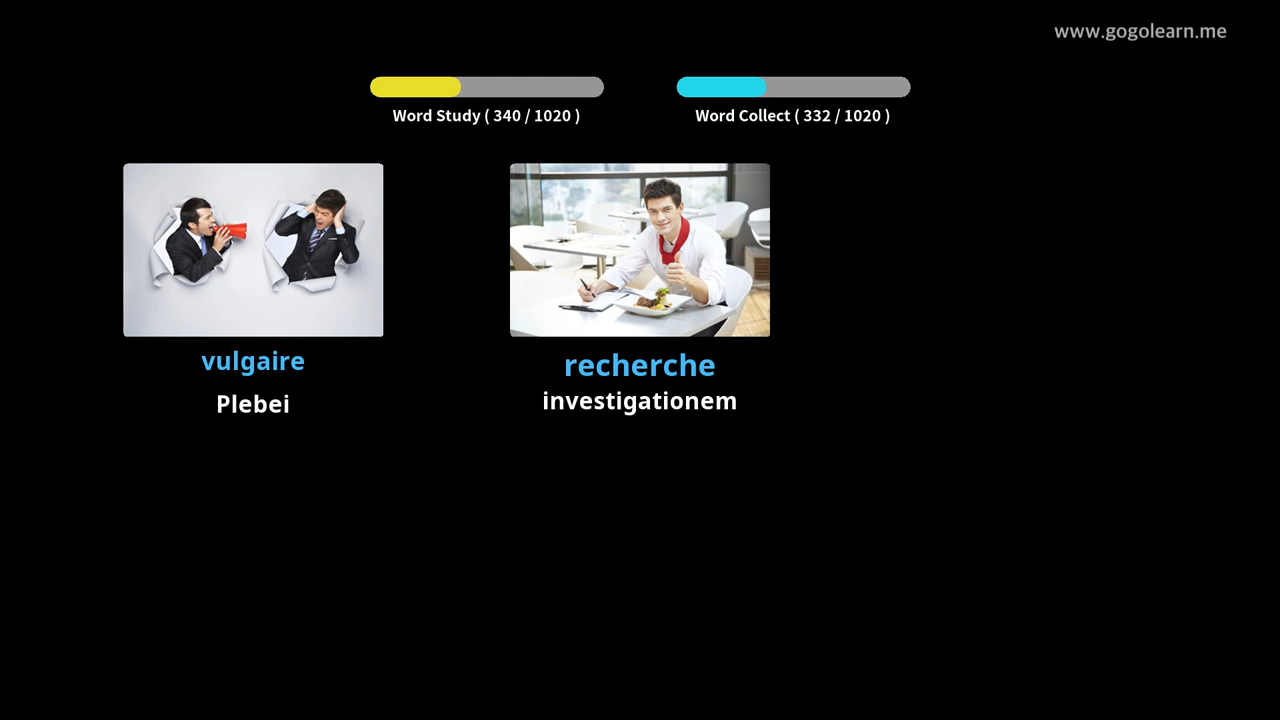 www.gogolearn.me
Word Study ( 340 / 1020 )
Word Collect ( 332 / 1020 )
vulgaire
Plebei
recherche
investigationem